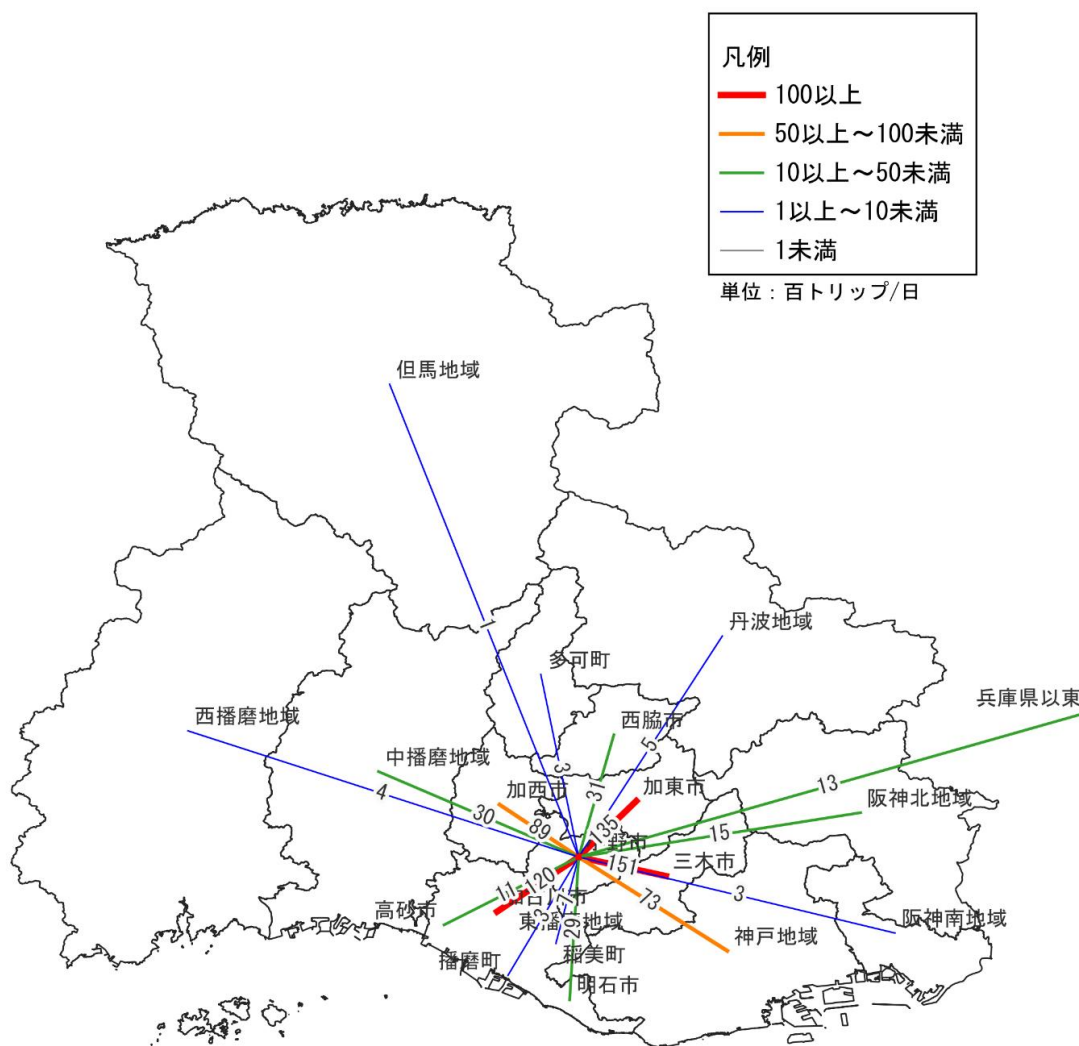 凡例
100以上
50以上～100未満
10以上～50未満
1以上～10未満
1未満
単位：百トリップ/日
但馬地域
1
丹波地域
多可町
兵庫県以東
西播磨地域
西脇市
中播磨地域
5
加西市
加東市
3
13
4
31
阪神北地域
30
89
135
15
野市
151
三木市
11
120
3
73
高砂市
3
7
東播
地域
29
阪神南地域
神戸地域
播磨町
稲美町
明石市